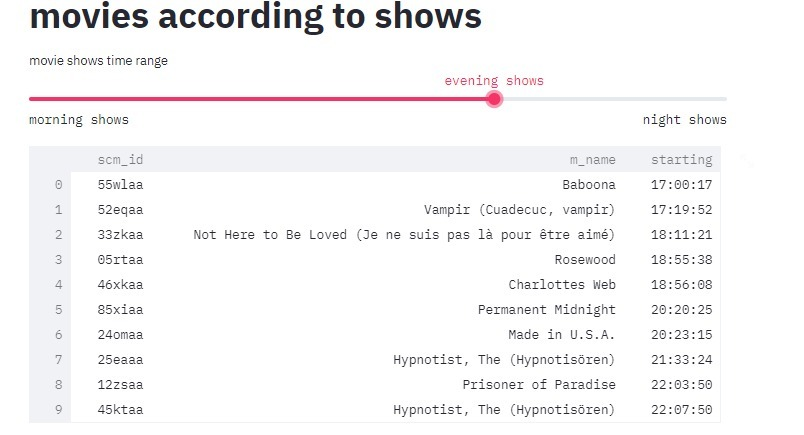 movies according to shows
movie shows time range
evening shows
morning shows night shows
scm_id m_name starting
0 55wlaa Baboona 17:00:17
1 52eqaa Vampir (Cuadecuc, vampir) 17:19:52
2 33zkaa Not Here to Be Loved (Je ne suis pas là pour être aimé) 18:11:21
3 05rtaa Rosewood 18:55:38
4 46xkaa Charlottes Web 18:56:08
5 85xiaa Permanent Midnight 20:20:25
6 24omaa Made in U.S.A. 20:23:15
7 25eaaa Hypnotist, The (Hypnotisören) 21:33:24
8 12zsaa Prisoner of Paradise 22:03:50
9 45ktaa Hypnotist, The (Hypnotisören) 22:07:50